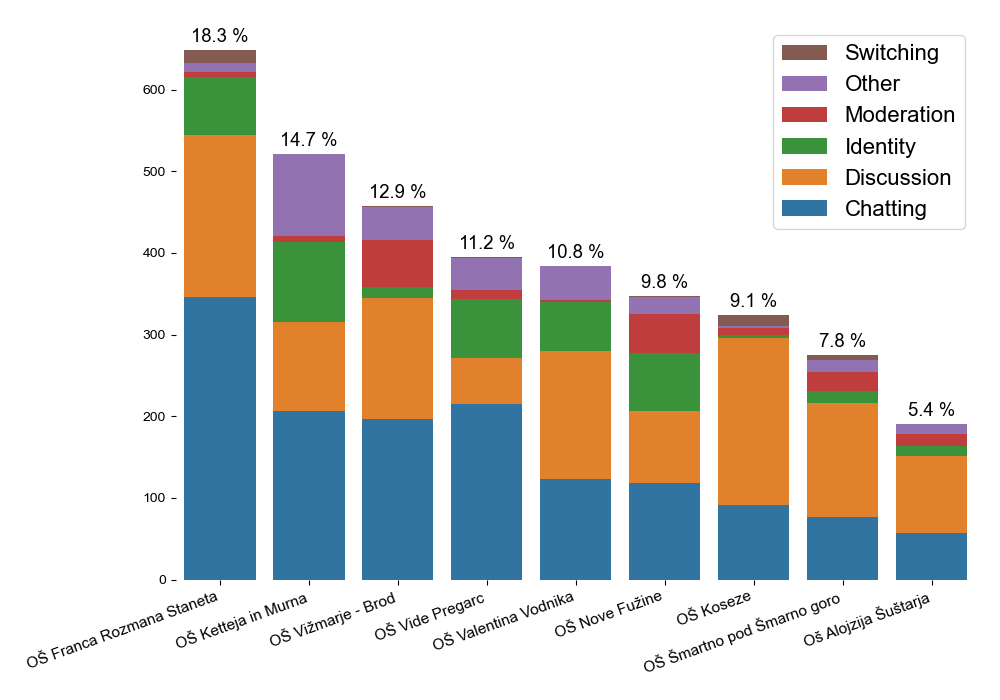 18.3 %
14.7 %
12.9 %
11.2 %
10.8 %
9.8 %
9.1 %
7.8 %
5.4 %
Switching
Other
Moderation
Identity
Discussion
Chatting
600
500
400
300
200
100
0
OŠ Franca Rozmana Staneta
OŠ Ketteja in Murna
OŠ Vižmarje - Brod
OŠ Vide Pregarc
OŠ Valentina Vodnika
OŠ Nove Fužine
OŠ Koseze
OŠ Šmartno pod Šmarno goro
Oš Alojzija Šuštarja